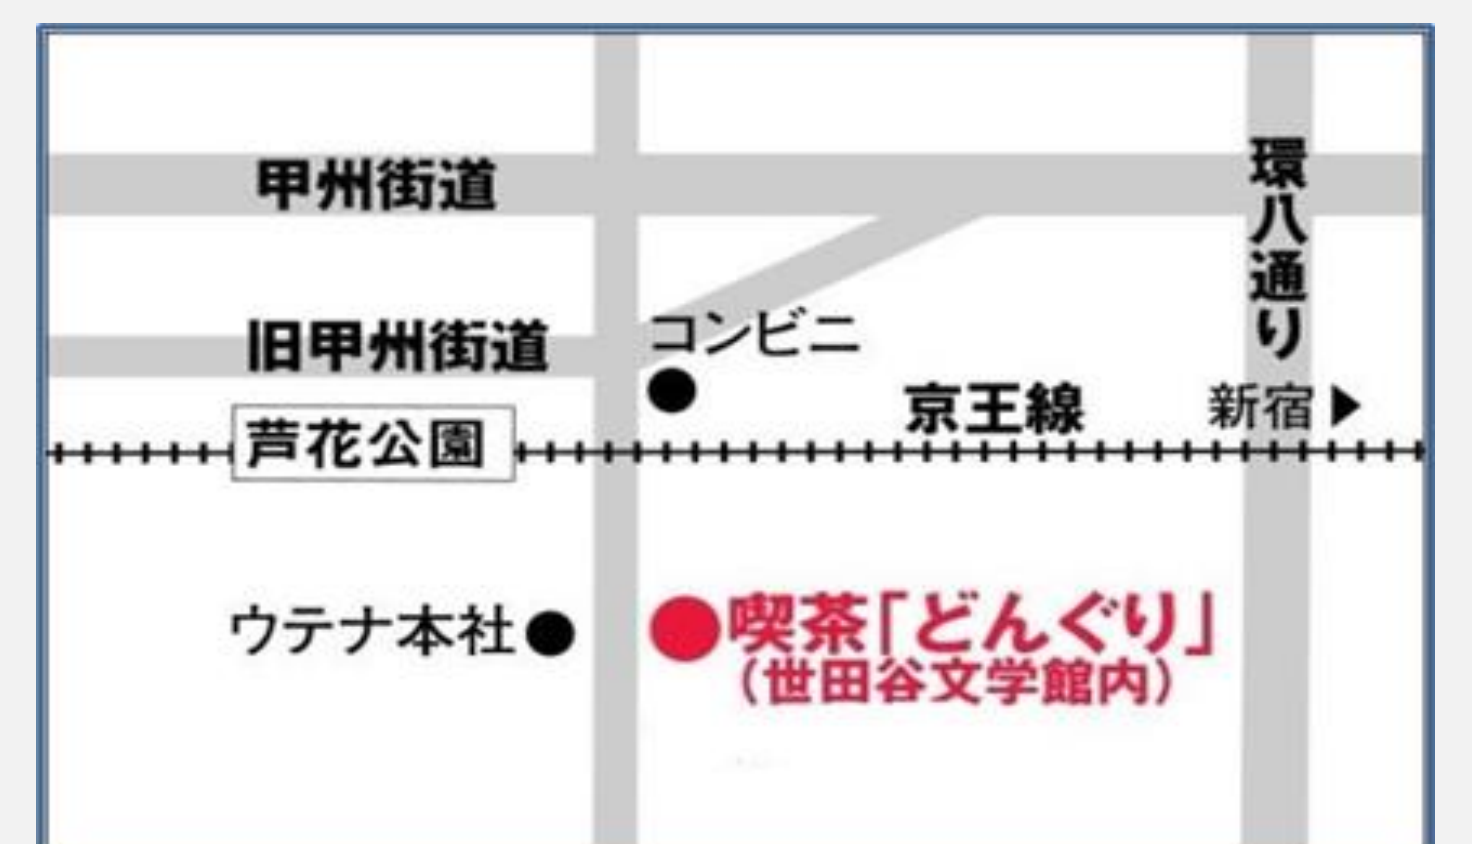 甲州街道
環八通り
旧甲州街道
コンビニ
京王線
新宿▶
芦花公園
ウテナ本社
喫茶「どんぐり」
（世田谷文学館内）